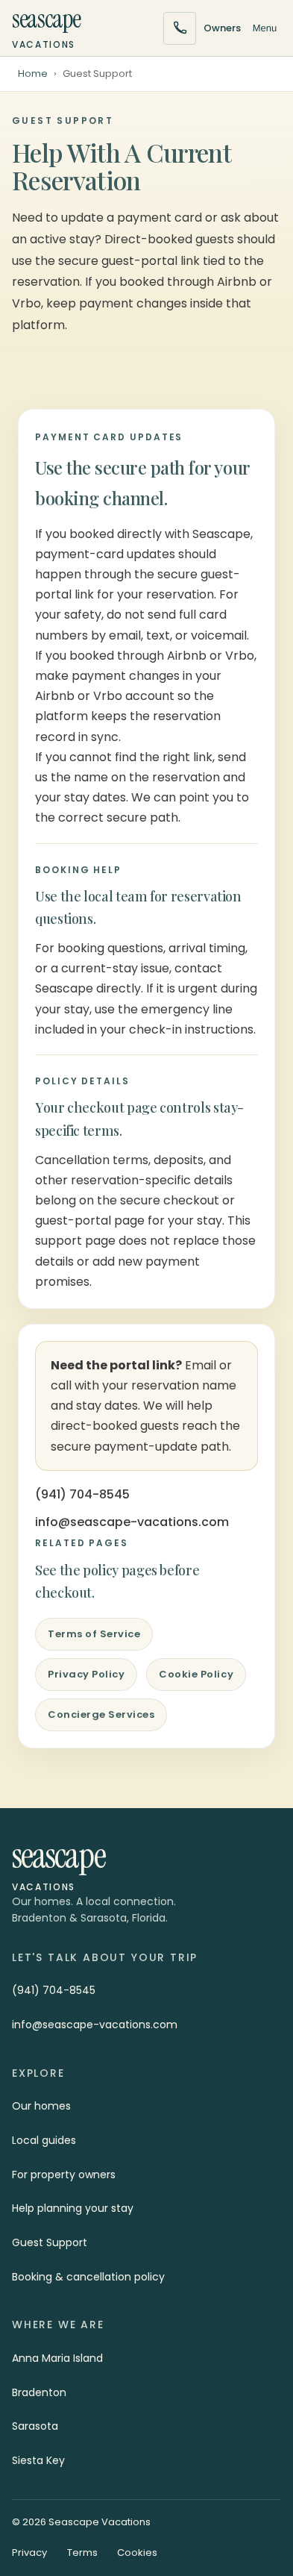 seascape
VACATIONS
Owners
Menu
Home › Guest Support
GUEST SUPPORT
Help With A Current
Reservation
Need to update a payment card or ask about
an active stay? Direct-booked guests should
use the secure guest-portal link tied to the
reservation. If you booked through Airbnb or
Vrbo, keep payment changes inside that
platform.
PAYMENT CARD UPDATES
Use the secure path for your
booking channel.
If you booked directly with Seascape,
payment-card updates should
happen through the secure guest-
portal link for your reservation. For
your safety, do not send full card
numbers by email, text, or voicemail.
If you booked through Airbnb or Vrbo,
make payment changes in your
Airbnb or Vrbo account so the
platform keeps the reservation
record in sync.
If you cannot find the right link, send
us the name on the reservation and
your stay dates. We can point you to
the correct secure path.
BOOKING HELP
Use the local team for reservation
questions.
For booking questions, arrival timing,
or a current-stay issue, contact
Seascape directly. If it is urgent during
your stay, use the emergency line
included in your check-in instructions.
POLICY DETAILS
Your checkout page controls stay-
specific terms.
Cancellation terms, deposits, and
other reservation-specific details
belong on the secure checkout or
guest-portal page for your stay. This
support page does not replace those
details or add new payment
promises.
Need the portal link? Email or
call with your reservation name
and stay dates. We will help
direct-booked guests reach the
secure payment-update path.
(941) 704-8545
info@seascape-vacations.com
RELATED PAGES
See the policy pages before
checkout.
Terms of Service
Privacy Policy
Cookie Policy
Concierge Services
seascape
VACATIONS
Our homes. A local connection.
Bradenton & Sarasota, Florida.
LET'S TALK ABOUT YOUR TRIP
(941) 704-8545
info@seascape-vacations.com
EXPLORE
Our homes
Local guides
For property owners
Help planning your stay
Guest Support
Booking & cancellation policy
WHERE WE ARE
Anna Maria Island
Bradenton
Sarasota
Siesta Key
© 2026 Seascape Vacations
Privacy
Terms
Cookies